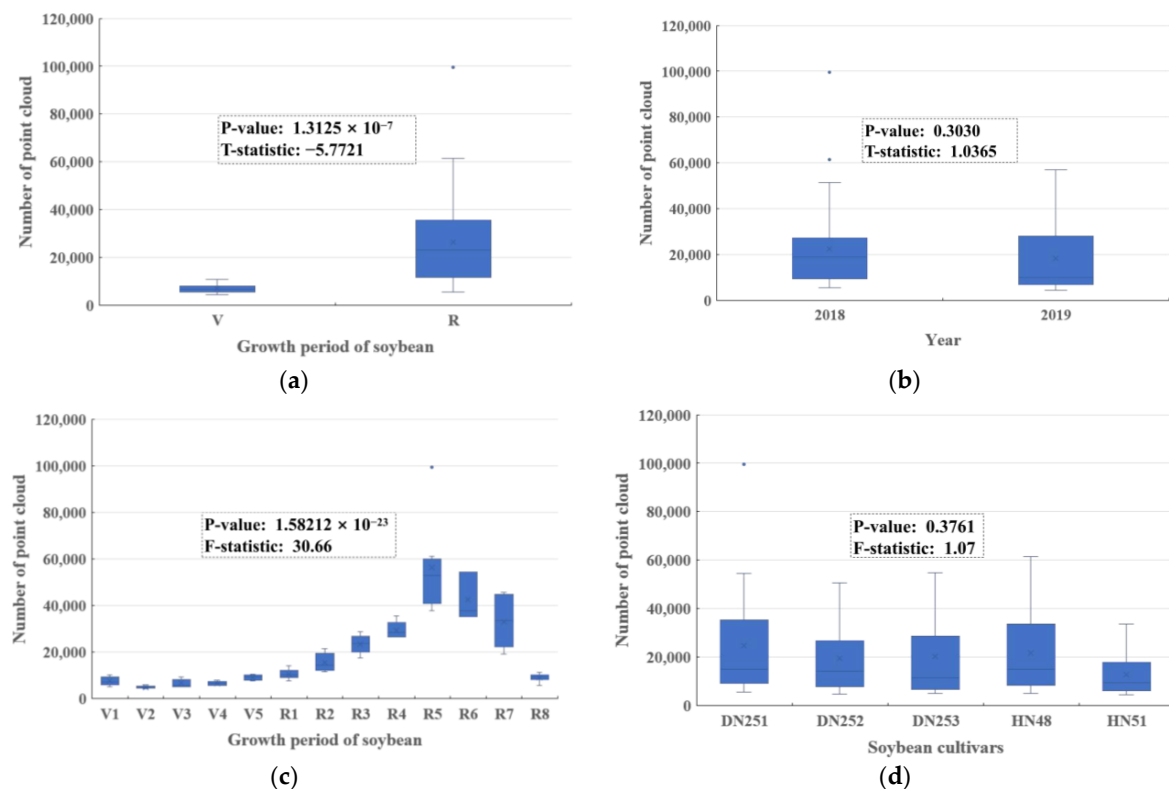 120,000
100,000
80,000
60,000
40,000
20,000
0
Number of point cloud
P-value: 1.3125 × 10⁻⁷
T-statistic: −5.7721
V R
Growth period of soybean
(a)
120,000
100,000
80,000
60,000
40,000
20,000
0
Number of point cloud
P-value: 0.3030
T-statistic: 1.0365
2018 2019
Year
(b)
120,000
100,000
80,000
60,000
40,000
20,000
0
Number of point cloud
P-value: 1.58212 × 10⁻²³
F-statistic: 30.66
V1 V2 V3 V4 V5 R1 R2 R3 R4 R5 R6 R7 R8
Growth period of soybean
(c)
120,000
100,000
80,000
60,000
40,000
20,000
0
Number of point cloud
P-value: 0.3761
F-statistic: 1.07
DN251 DN252 DN253 HN48 HN51
Soybean cultivars
(d)